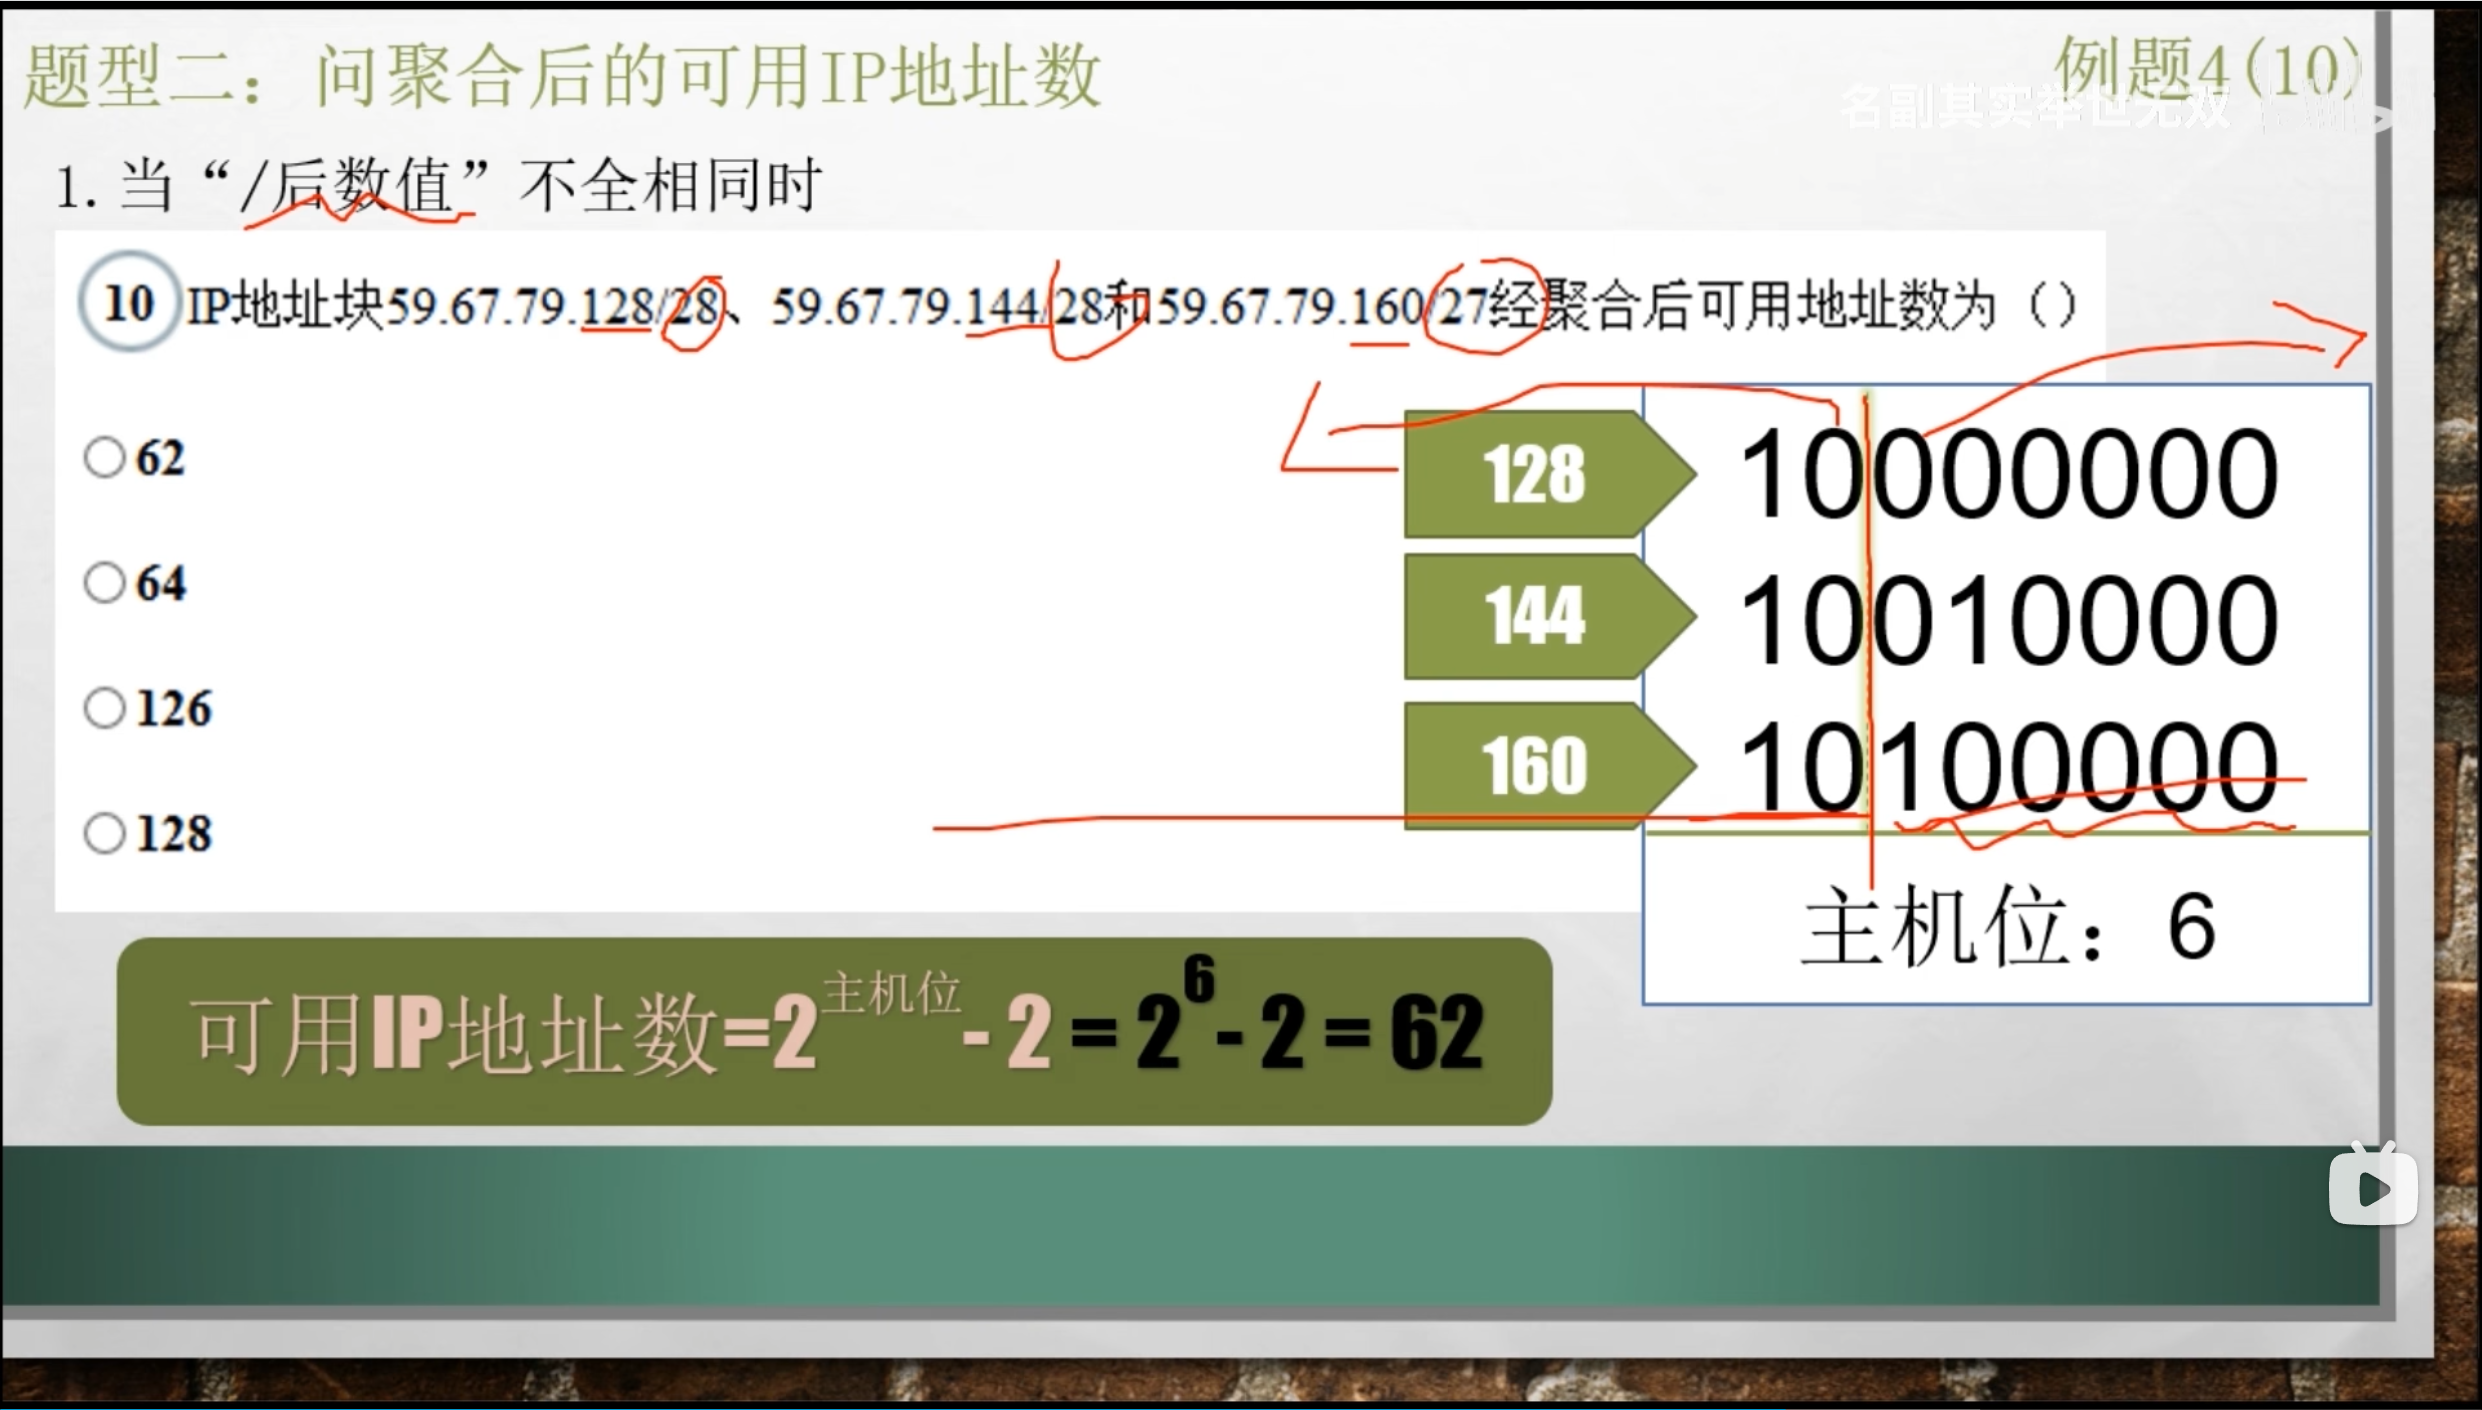 题型二：问聚合后的可用IP地址数
例题4(10)
名副其实举世无双
1.当“/后数值”不全相同时
10 IP地址块59.67.79.128/28、59.67.79.144/28和59.67.79.160/27经聚合后可用地址数为（）
62
64
126
128
128 10000000
144 10010000
160 10100000
主机位：6
可用IP地址数=2主机位-2=2⁶-2=62